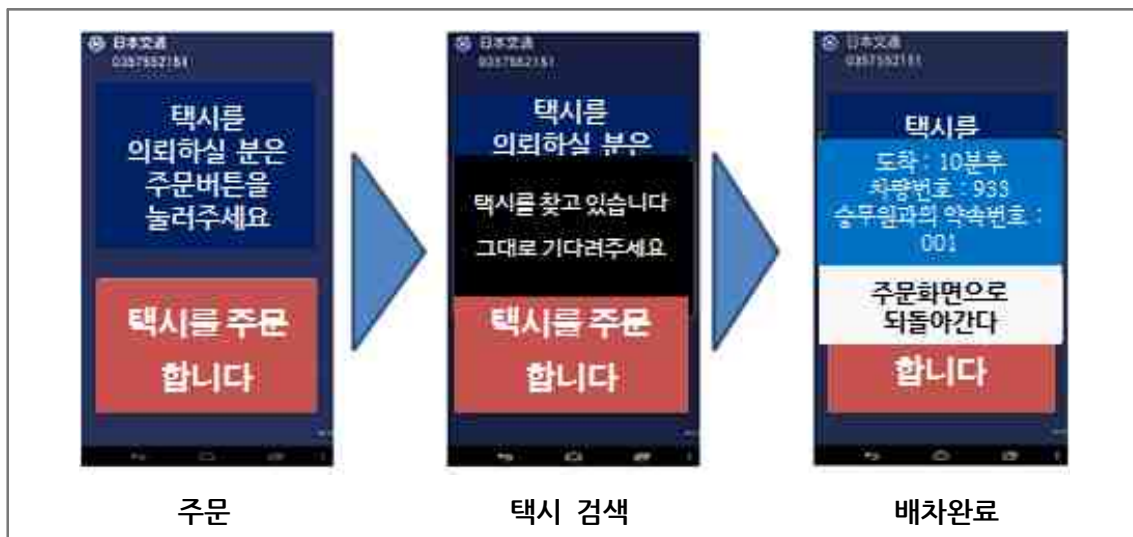 日本交通
0357552151
택시를
의뢰하실 분은
주문버튼을
눌러주세요
택시를 주문
합니다
日本交通
0357552151
택시를
의뢰하실 분은
택시를 찾고 있습니다
그대로 기다려주세요
택시를 주문
합니다
日本交通
0357552151
택시를
도착 : 10분후
차량번호 : 933
승무원과의 약속번호 :
001
주문화면으로
되돌아간다
합니다
주문
택시 검색
배차완료